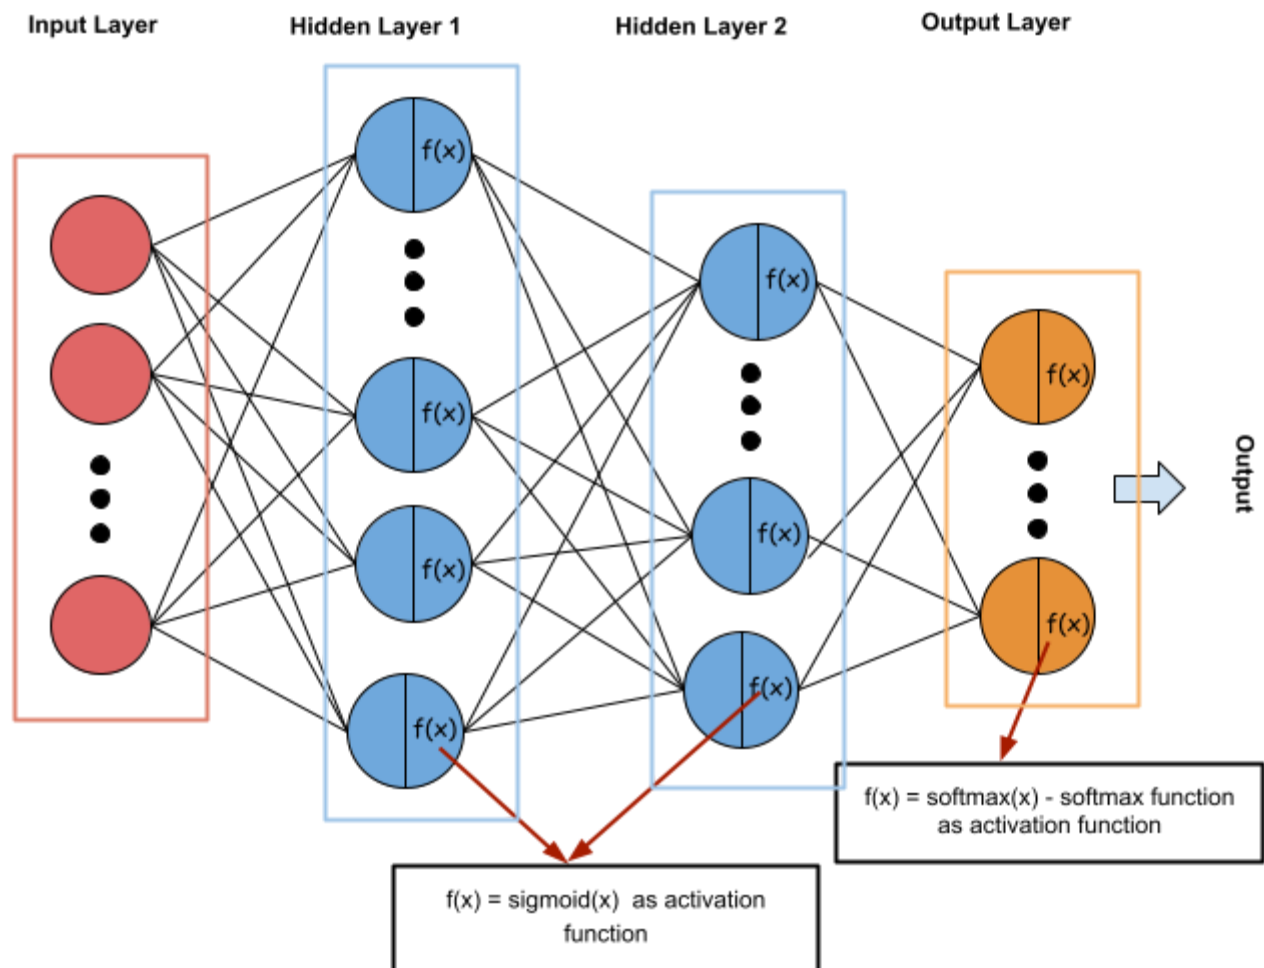 Input Layer
Hidden Layer 1
Hidden Layer 2
Output Layer
f(x)
f(x)
f(x)
f(x)
f(x)
f(x)
f(x)
f(x)
f(x)
Output
f(x) = softmax(x) - softmax function
as activation function
f(x) = sigmoid(x) as activation
function